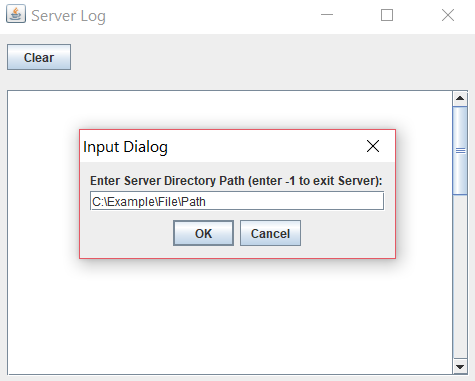 Server Log
Clear
Input Dialog
Enter Server Directory Path (enter -1 to exit Server):
C:\Example\File\Path
OK Cancel